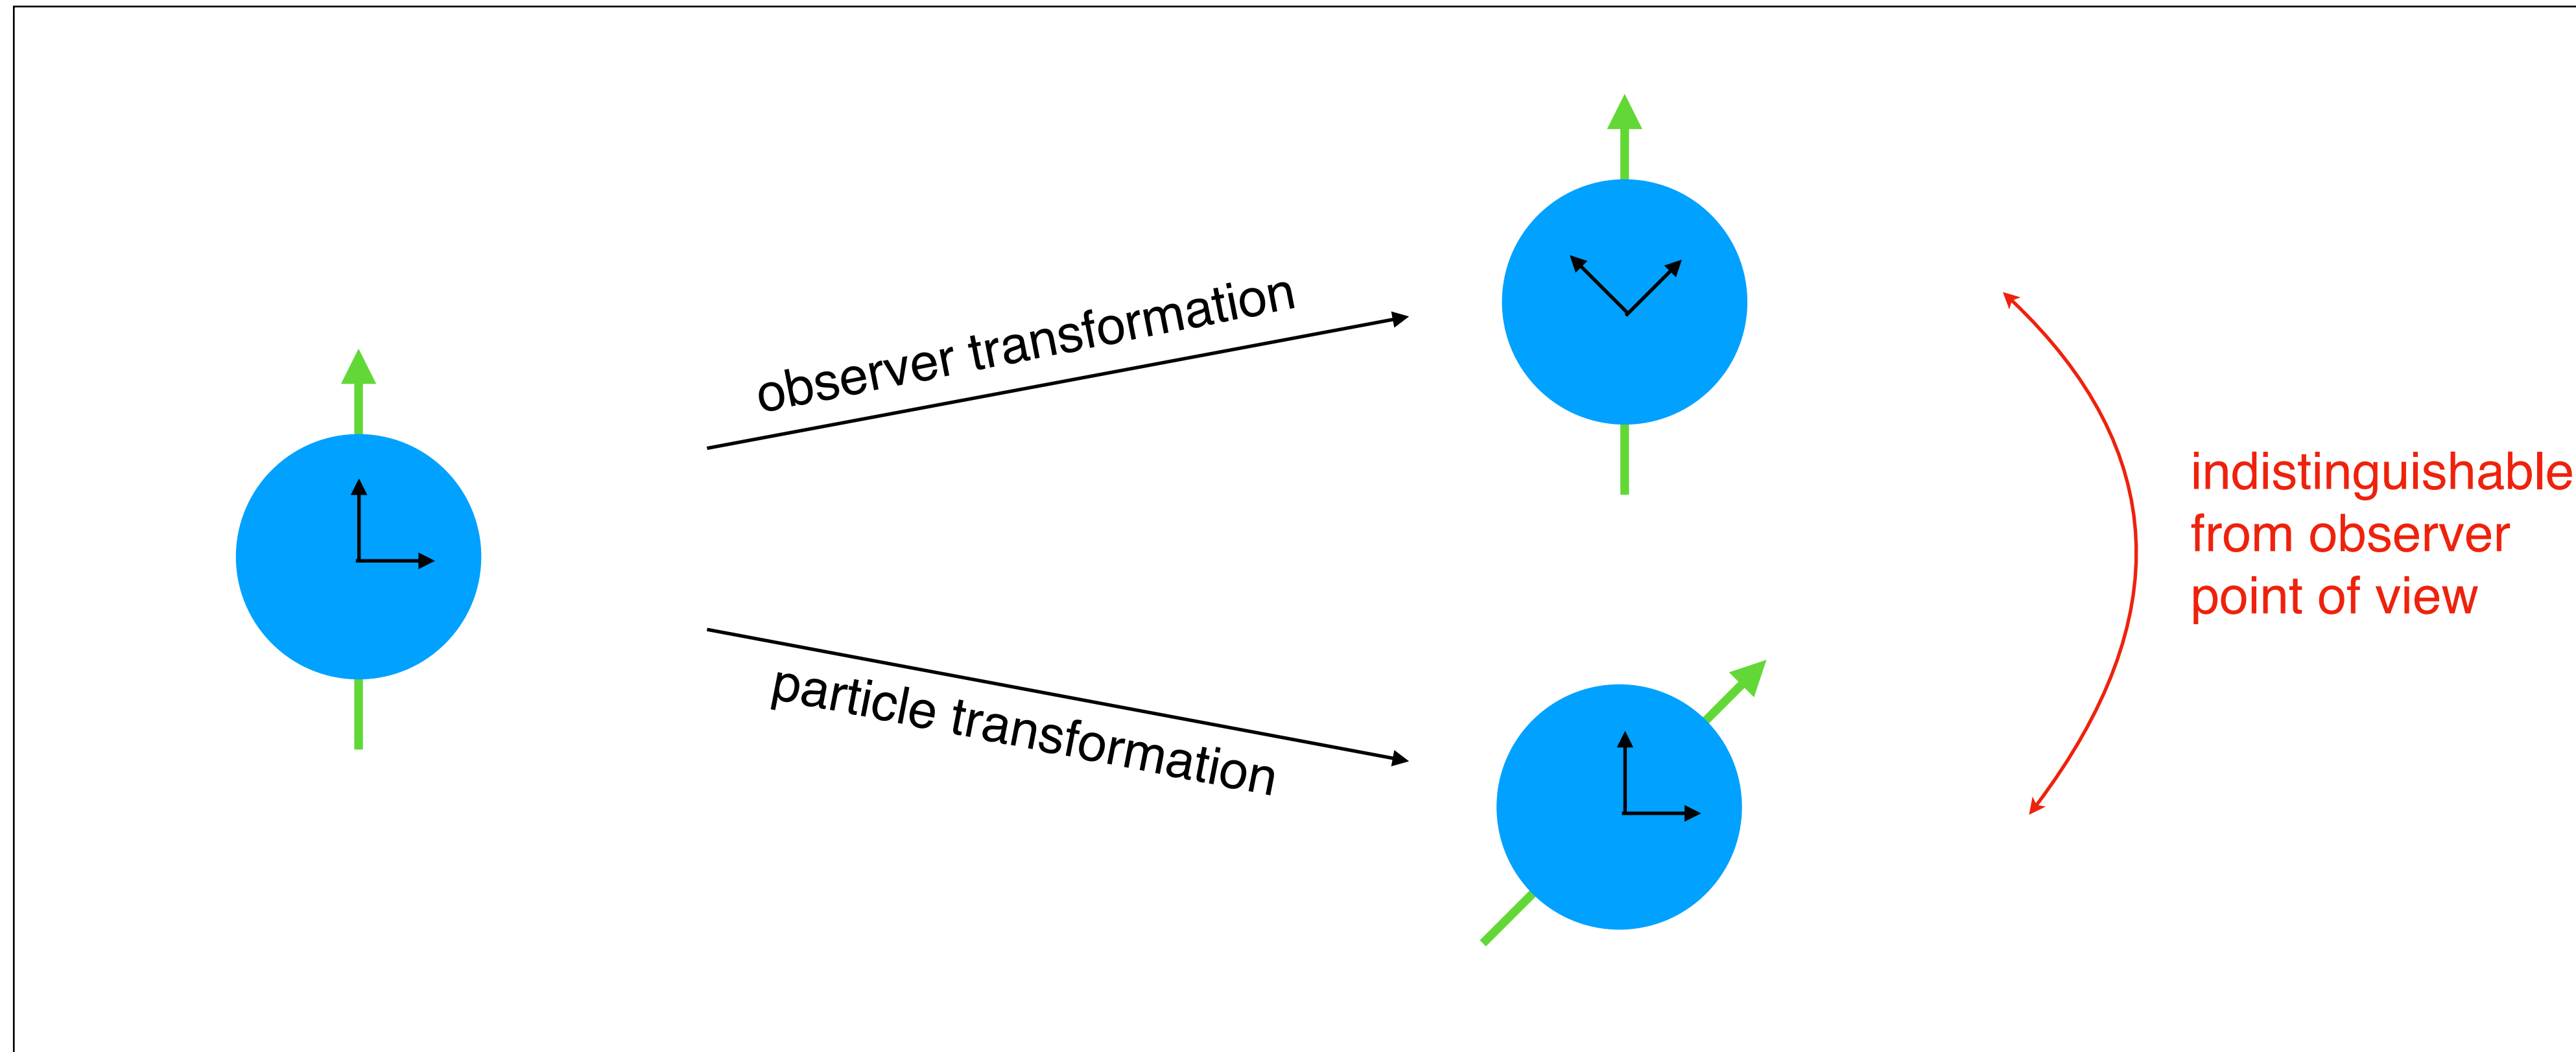 observer transformation
particle transformation
indistinguishable
from observer
point of view